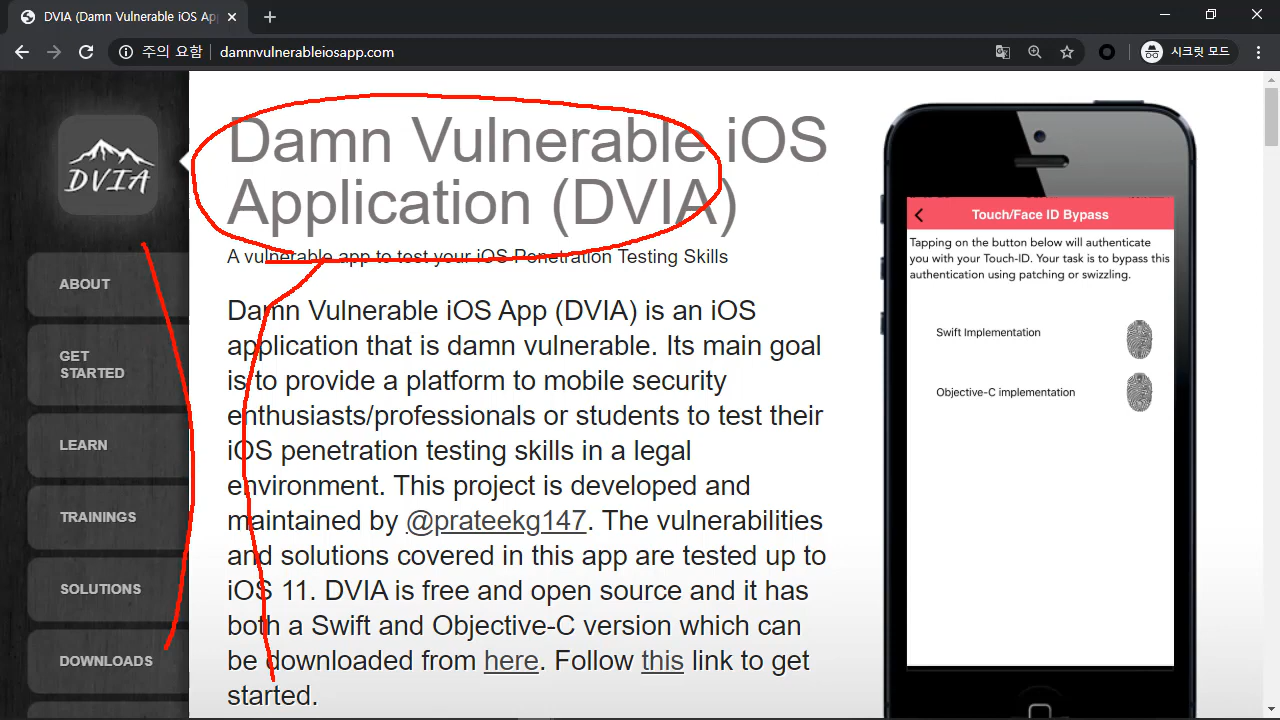 DVIA (Damn Vulnerable iOS Ap
주의 요함
damnvulnerableiosapp.com
시크릿 모드
DVIA
ABOUT
GET
STARTED
LEARN
TRAININGS
SOLUTIONS
DOWNLOADS
Damn Vulnerable iOS
Application (DVIA)
A vulnerable app to test your iOS Penetration Testing Skills
Damn Vulnerable iOS App (DVIA) is an iOS
application that is damn vulnerable. Its main goal
is to provide a platform to mobile security
enthusiasts/professionals or students to test their
iOS penetration testing skills in a legal
environment. This project is developed and
maintained by @prateekg147. The vulnerabilities
and solutions covered in this app are tested up to
iOS 11. DVIA is free and open source and it has
both a Swift and Objective-C version which can
be downloaded from here. Follow this link to get
started.
Touch/Face ID Bypass
Tapping on the button below will authenticate
you with your Touch-ID. Your task is to bypass this
authentication using patching or swizzling.
Swift Implementation
Objective-C implementation